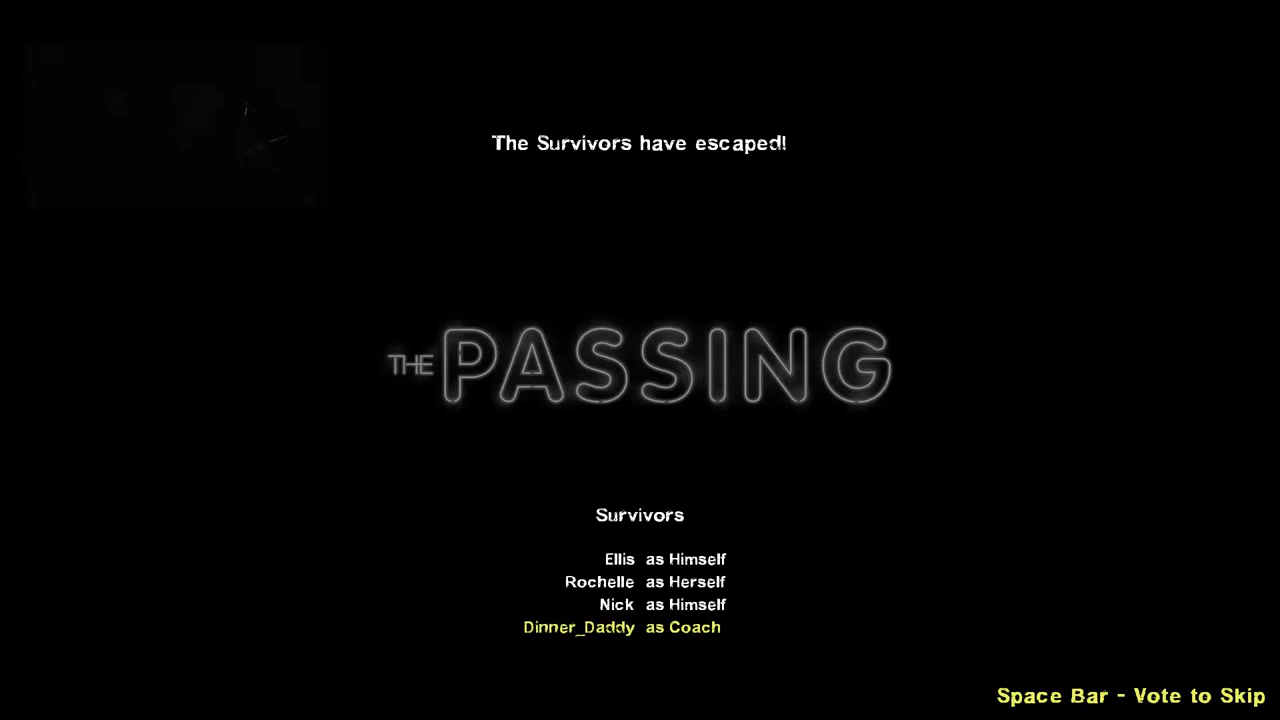 The Survivors have escaped!
THE PASSING
Survivors
Ellis as Himself
Rochelle as Herself
Nick as Himself
Dinner_Daddy as Coach
Space Bar - Vote to Skip